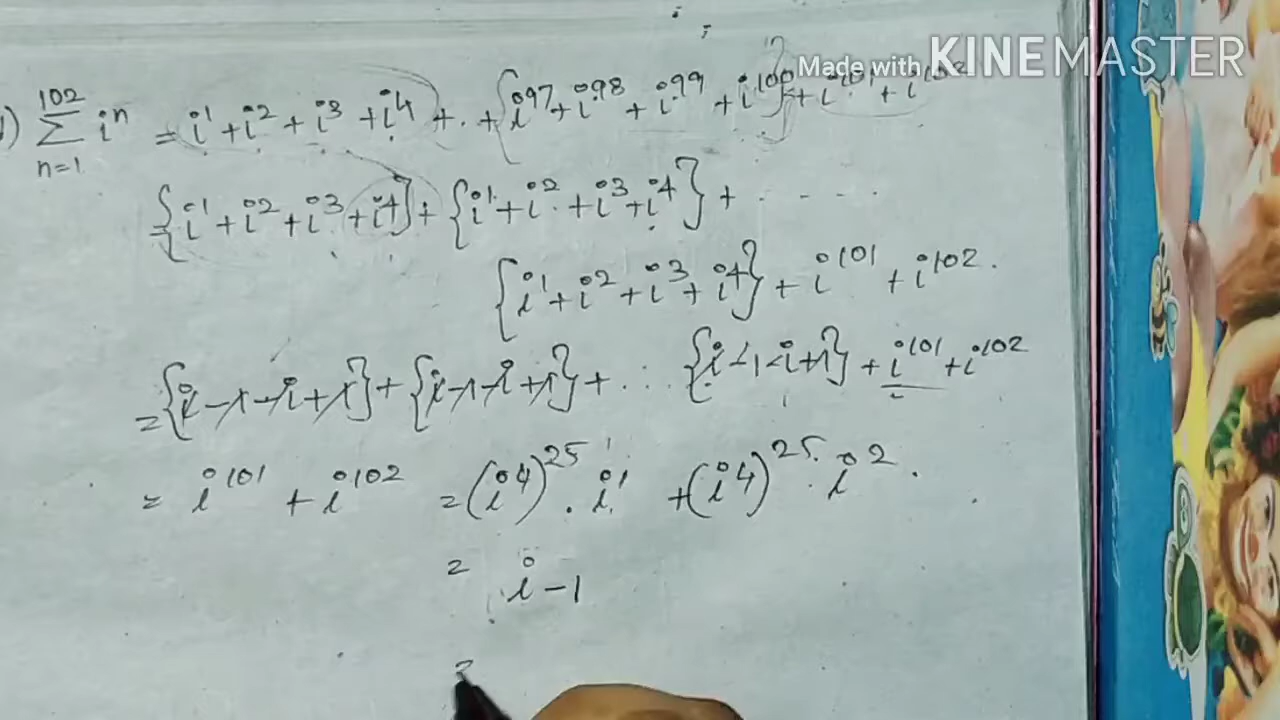 Made with KINEMASTER
) \sum_{n=1}^{102} i^n = i^1 + i^2 + i^3 + i^4) + . + {i^97 + i^98 + i^99 + i^100} + i^101 + i^102
= {i^1 + i^2 + i^3 + i^4} + {i^1 + i^2 + i^3 + i^4} + . - - - .
{i^1 + i^2 + i^3 + i^4} + i^101 + i^102.
= {i - 1 - i + 1} + {i - 1 - i + 1} + . . . {i - 1 - i + 1} + i^101 + i^102
= i^101 + i^102 = (i^4)^25 . i^1 + (i^4)^25 . i^2.
= i - 1